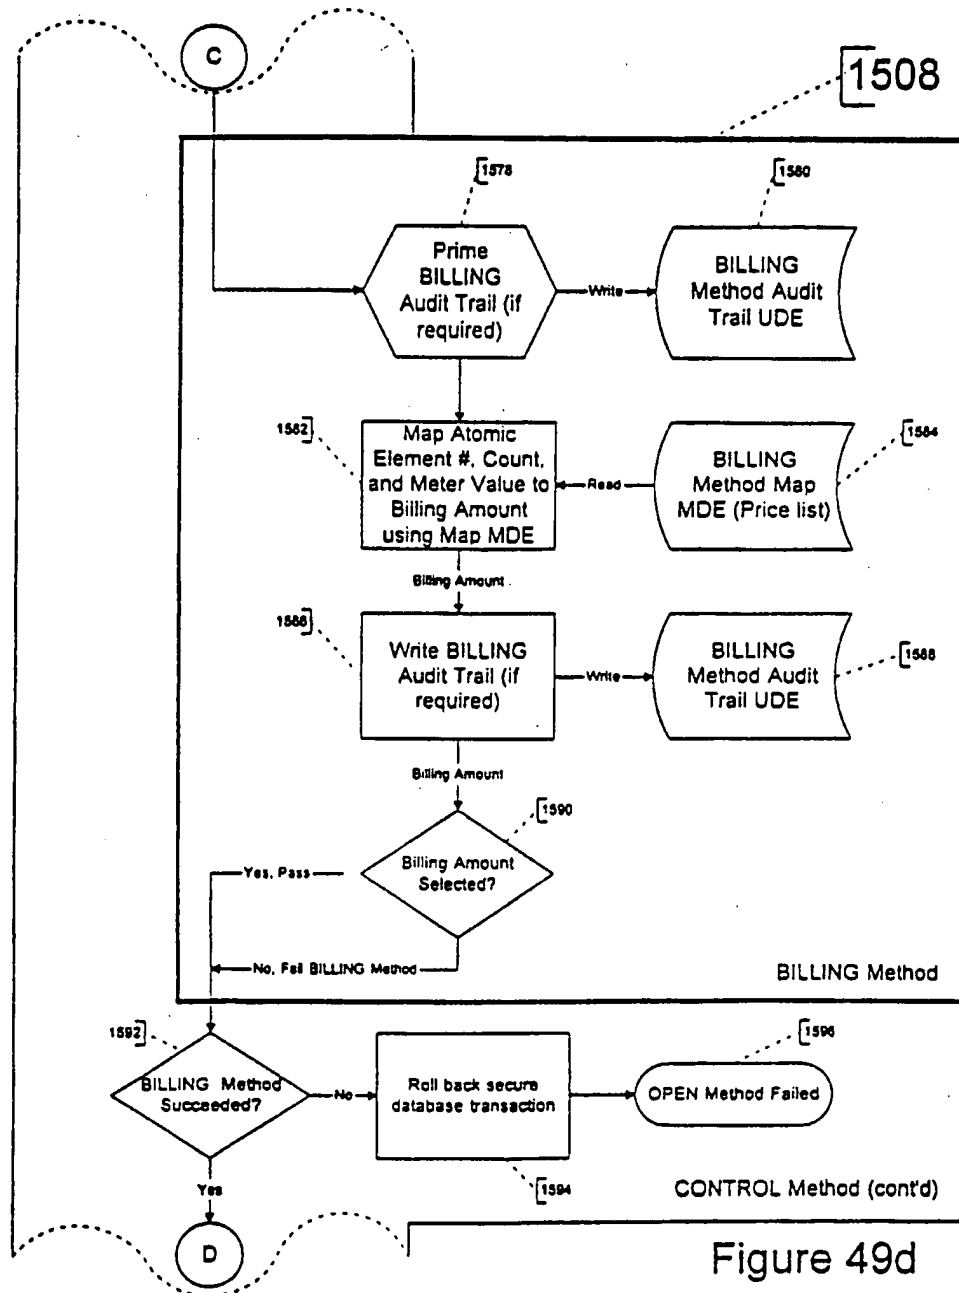 C
1508
1578
1580
Prime
BILLING
Audit Trail (if
required)
Write
BILLING
Method Audit
Trail UDE
1582
1584
Map Atomic
Element #, Count,
and Meter Value to
Billing Amount
using Map MDE
Read
BILLING
Method Map
MDE (Price list)
Billing Amount
1586
1588
Write BILLING
Audit Trail (if
required)
Write
BILLING
Method Audit
Trail UDE
Billing Amount
1590
Billing Amount
Selected?
Yes, Pass
No, Fail BILLING Method
BILLING Method
1592
1596
BILLING Method
Succeeded?
No
Roll back secure
database transaction
OPEN Method Failed
1594
Yes
CONTROL Method (cont'd)
D
Figure 49d